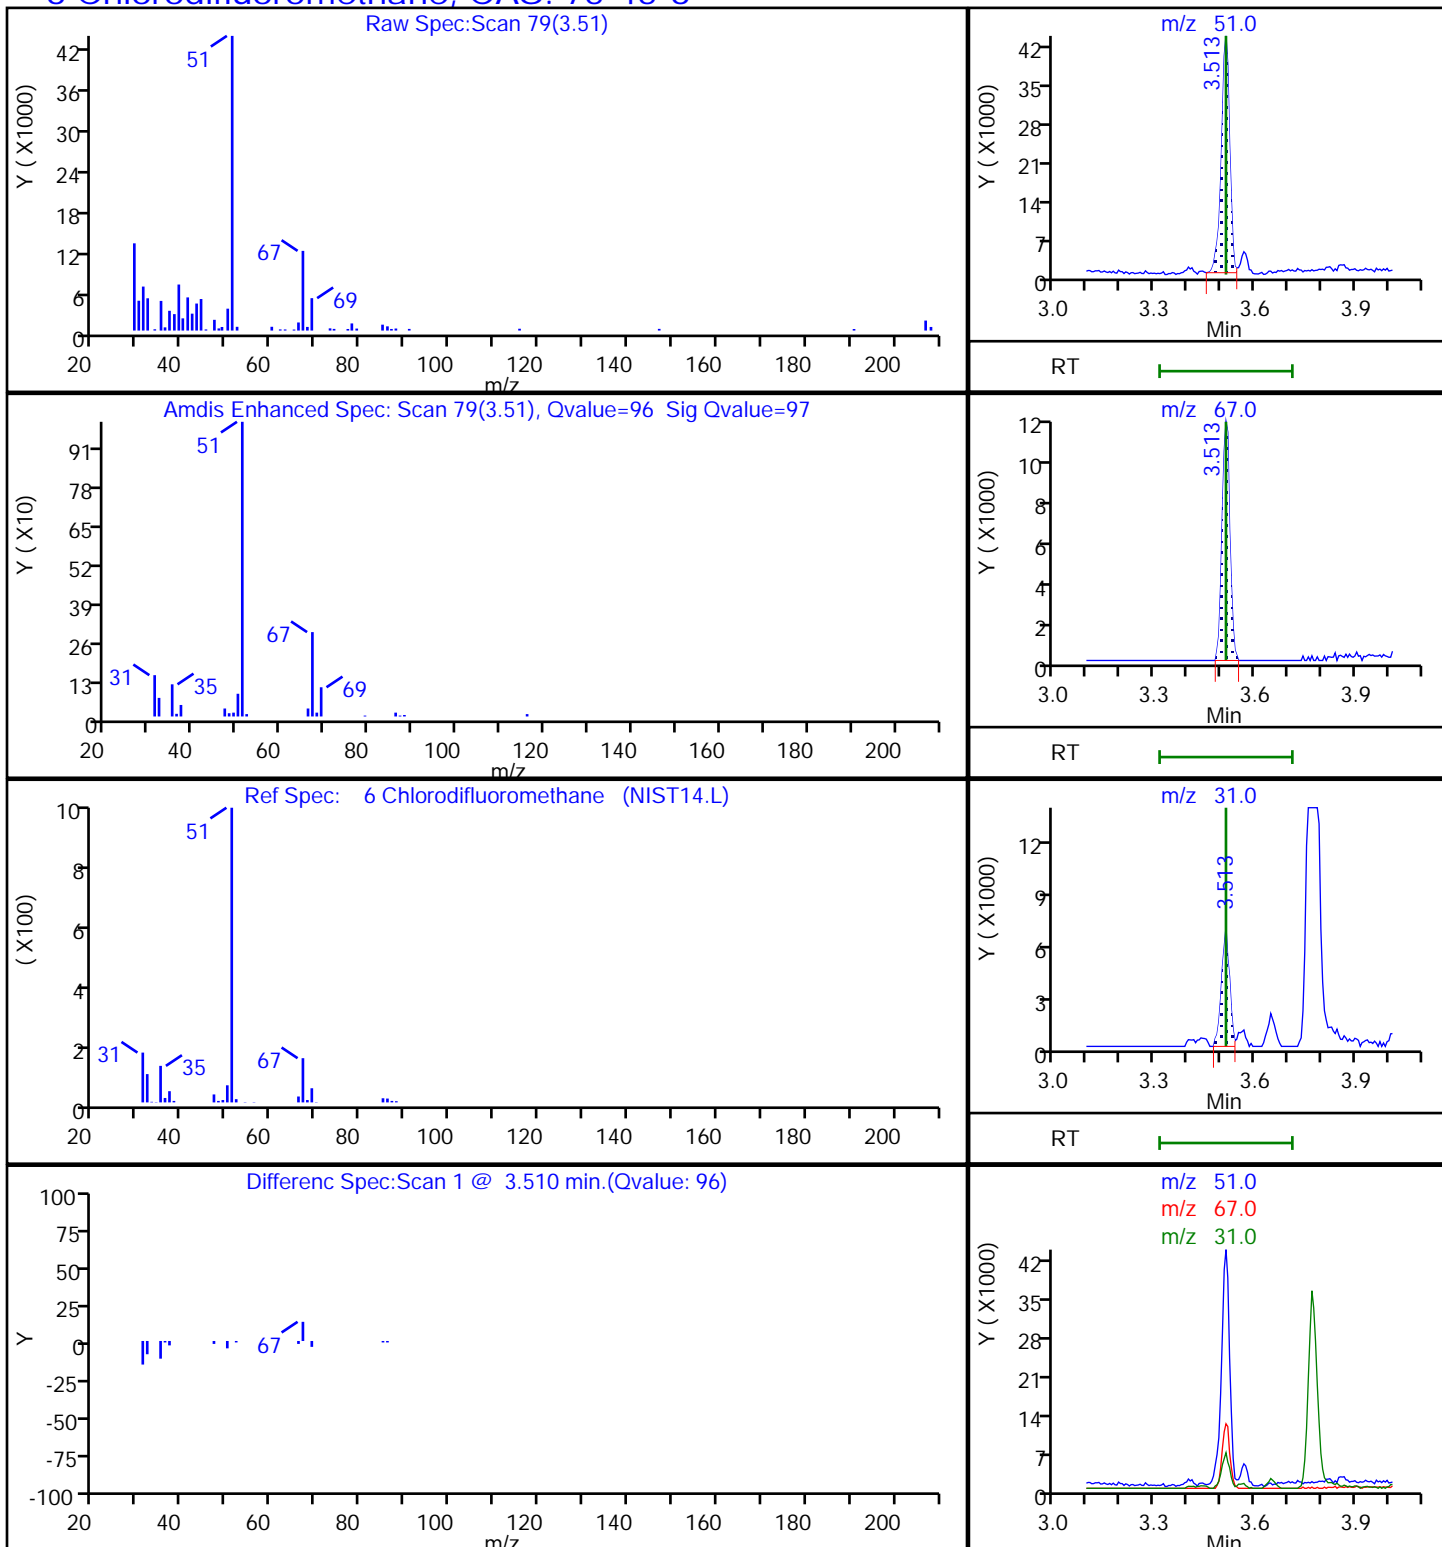 Raw Spec:Scan 79(3.51)
Y ( X1000)
42
36
30
24
18
12
6
0
51
67
69
20 40 60 80 100 120 140 160 180 200
m/z
m/z 51.0
Y ( X1000)
42
35
28
21
14
7
0
3.513
3.0 3.3 3.6 3.9
Min
RT
Amdis Enhanced Spec: Scan 79(3.51), Qvalue=96 Sig Qvalue=97
Y ( X10)
91
78
65
52
39
26
13
0
51
67
31
35
69
20 40 60 80 100 120 140 160 180 200
m/z
m/z 67.0
Y ( X1000)
12
10
8
6
4
2
0
3.513
3.0 3.3 3.6 3.9
Min
RT
Ref Spec: 6 Chlorodifluoromethane (NIST14.L)
( X100)
10
8
6
4
2
0
51
31
35
67
20 40 60 80 100 120 140 160 180 200
m/z 31.0
Y ( X1000)
12
9
6
3
0
3.513
3.0 3.3 3.6 3.9
Min
RT
Differenc Spec:Scan 1 @ 3.510 min.(Qvalue: 96)
Y
100
75
50
25
0
-25
-50
-75
-100
67
20 40 60 80 100 120 140 160 180 200
m/z
m/z 51.0
m/z 67.0
m/z 31.0
Y ( X1000)
42
35
28
21
14
7
0
3.0 3.3 3.6 3.9
Min